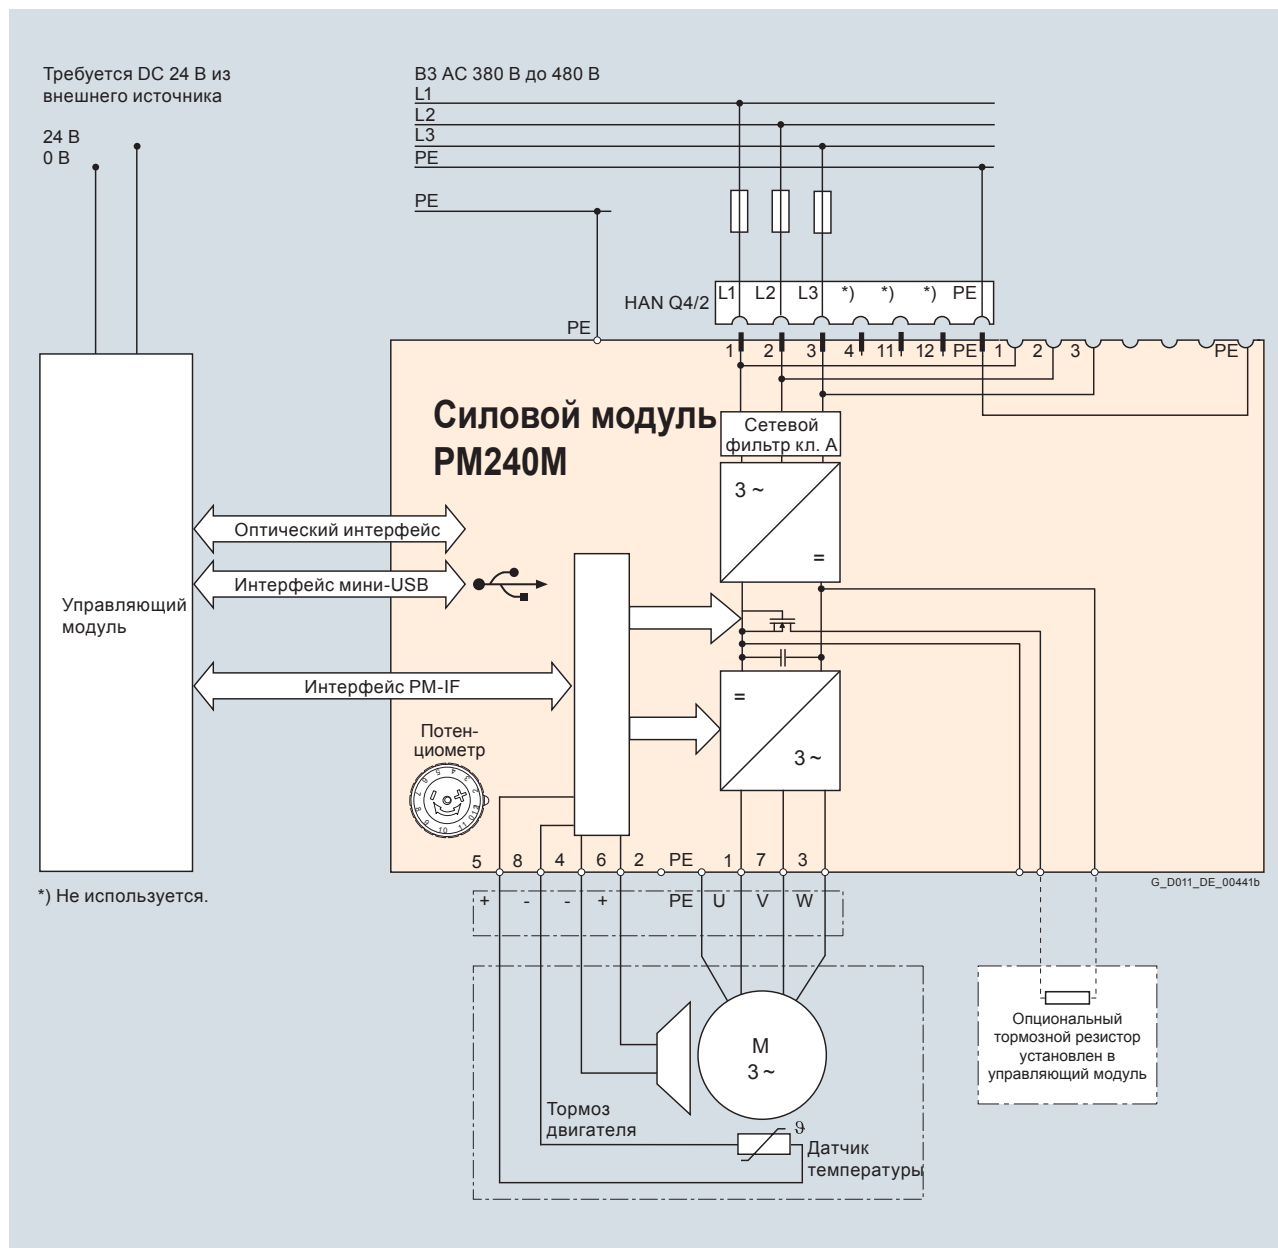 Требуется DC 24 В из
внешнего источника
24 В
0 В
В3 AC 380 В до 480 В
L1
L2
L3
PE
PE
HAN Q4/2
L1 L2 L3 *) *) *) PE
PE
1 2 3 4 11 12 PE 1 2 3 PE
Силовой модуль
PM240M
Сетевой
фильтр кл. А
3 ~
=
Оптический интерфейс
Интерфейс мини-USB
Управляющий
модуль
Интерфейс PM-IF
=
3 ~
Потен-
циометр
5 8 4 6 2 PE 1 7 3
G_D011_DE_00441b
*) Не используется.
+ - - + PE U V W
M
3 ~
Опциональный
тормозной резистор
установлен в
управляющий модуль
Тормоз
двигателя
ϑ
Датчик
температуры